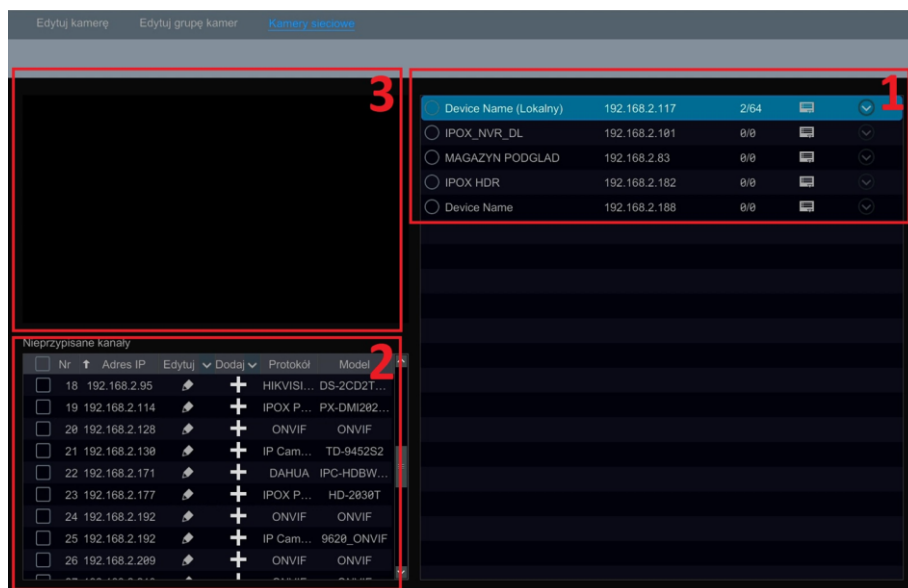 Edytuj kamerę Edytuj grupę kamer Kamery sieciowe
3
1
Device Name (Lokalny) 192.168.2.117 2/64
IPOX_NVR_DL 192.168.2.101 0/0
MAGAZYN PODGLAD 192.168.2.83 0/0
IPOX HDR 192.168.2.182 0/0
Device Name 192.168.2.188 0/0
Nieprzypisane kanały
2
Nr Adres IP Edytuj Dodaj Protokół Model
18 192.168.2.95 HIKVISI... DS-2CD2T...
19 192.168.2.114 IPOX P... PX-DMI202...
20 192.168.2.128 ONVIF ONVIF
21 192.168.2.130 IP Cam... TD-9452S2
22 192.168.2.171 DAHUA IPC-HDBW...
23 192.168.2.177 IPOX P... HD-2030T
24 192.168.2.192 ONVIF ONVIF
25 192.168.2.192 IP Cam... 9620_ONVIF
26 192.168.2.209 ONVIF ONVIF